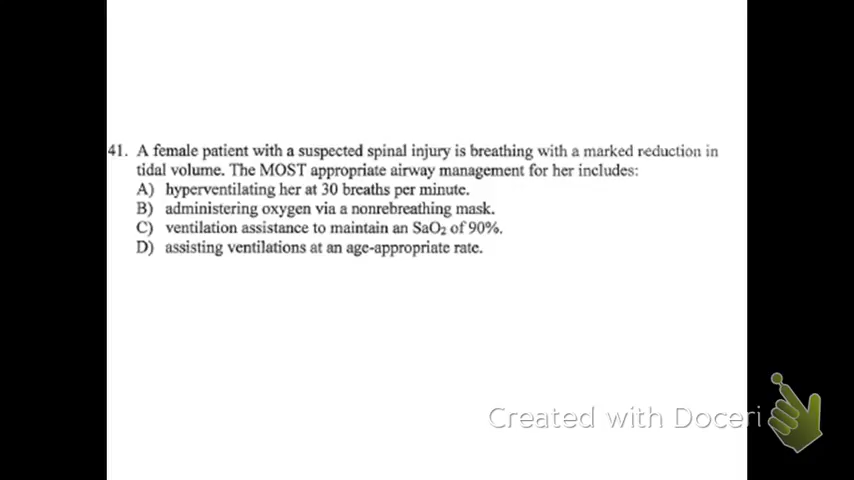 41. A female patient with a suspected spinal injury is breathing with a marked reduction in
tidal volume. The MOST appropriate airway management for her includes:
A) hyperventilating her at 30 breaths per minute.
B) administering oxygen via a nonrebreathing mask.
C) ventilation assistance to maintain an SaO₂ of 90%.
D) assisting ventilations at an age-appropriate rate.
Created with Doceri